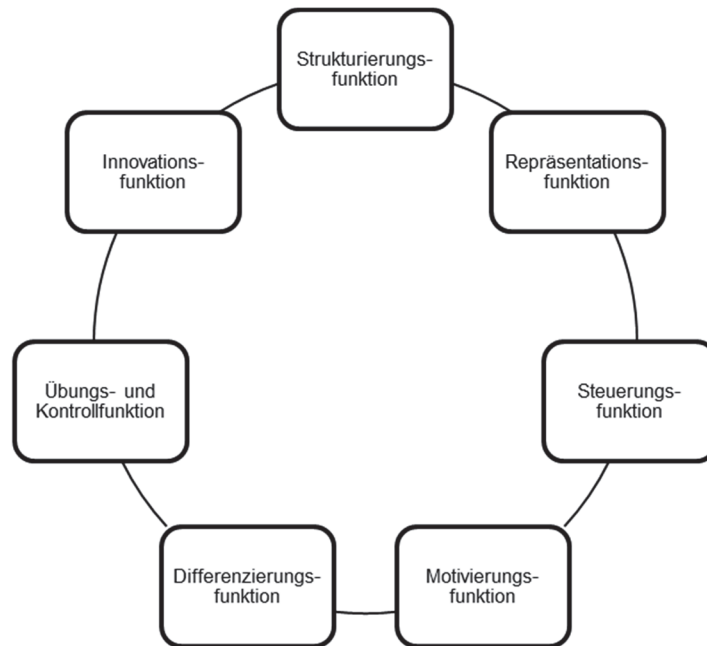 Strukturierungs-
funktion
Repräsentations-
funktion
Steuerungs-
funktion
Motivierungs-
funktion
Differenzierungs-
funktion
Übungs- und
Kontrollfunktion
Innovations-
funktion